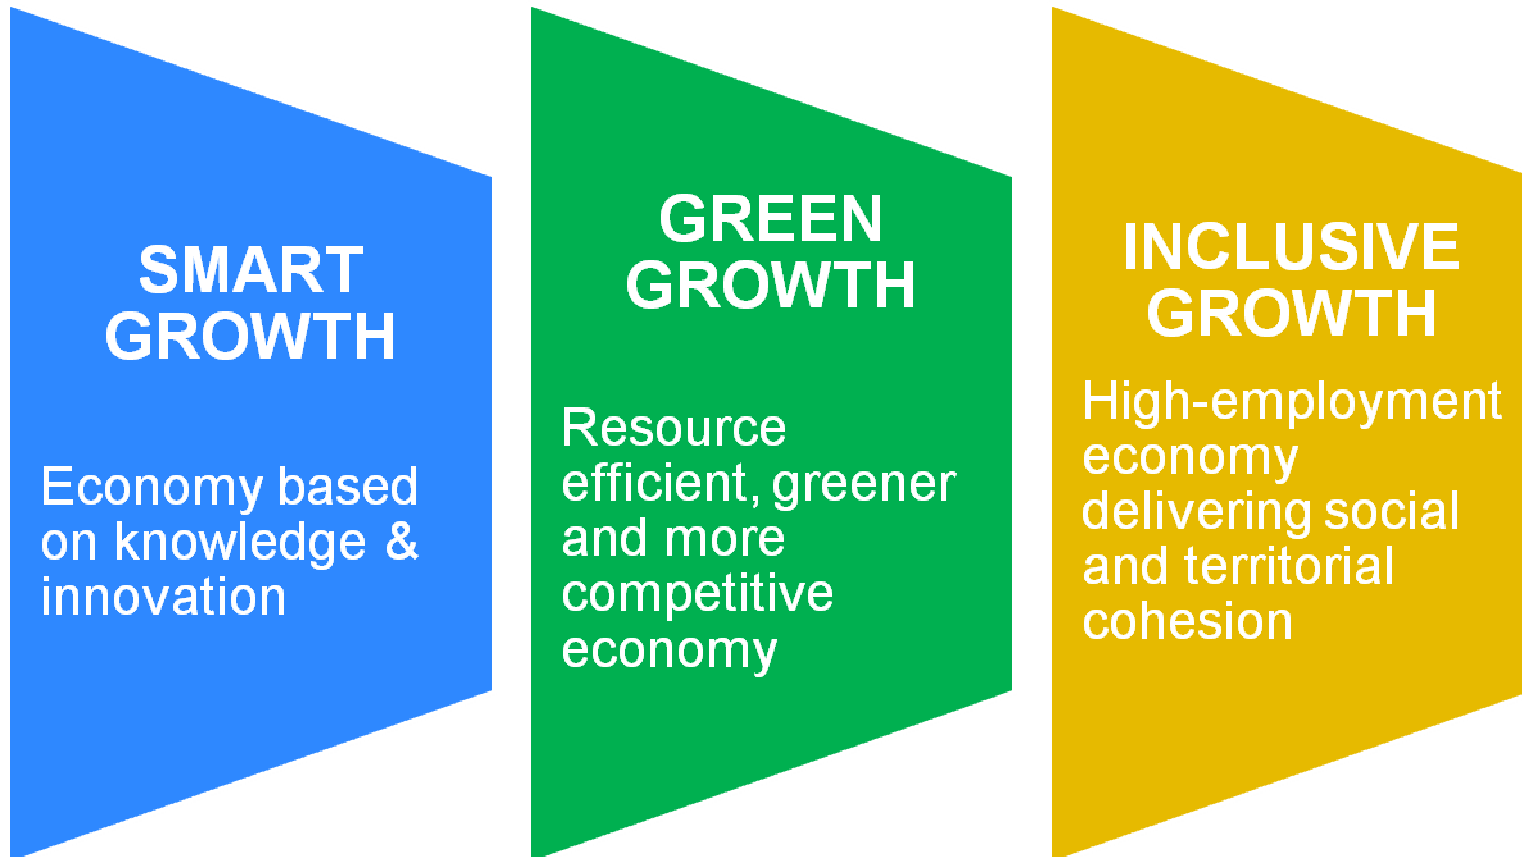 SMART
GROWTH
Economy based
on knowledge &
innovation
GREEN
GROWTH
Resource
efficient, greener
and more
competitive
economy
INCLUSIVE
GROWTH
High-employment
economy
delivering social
and territorial
cohesion